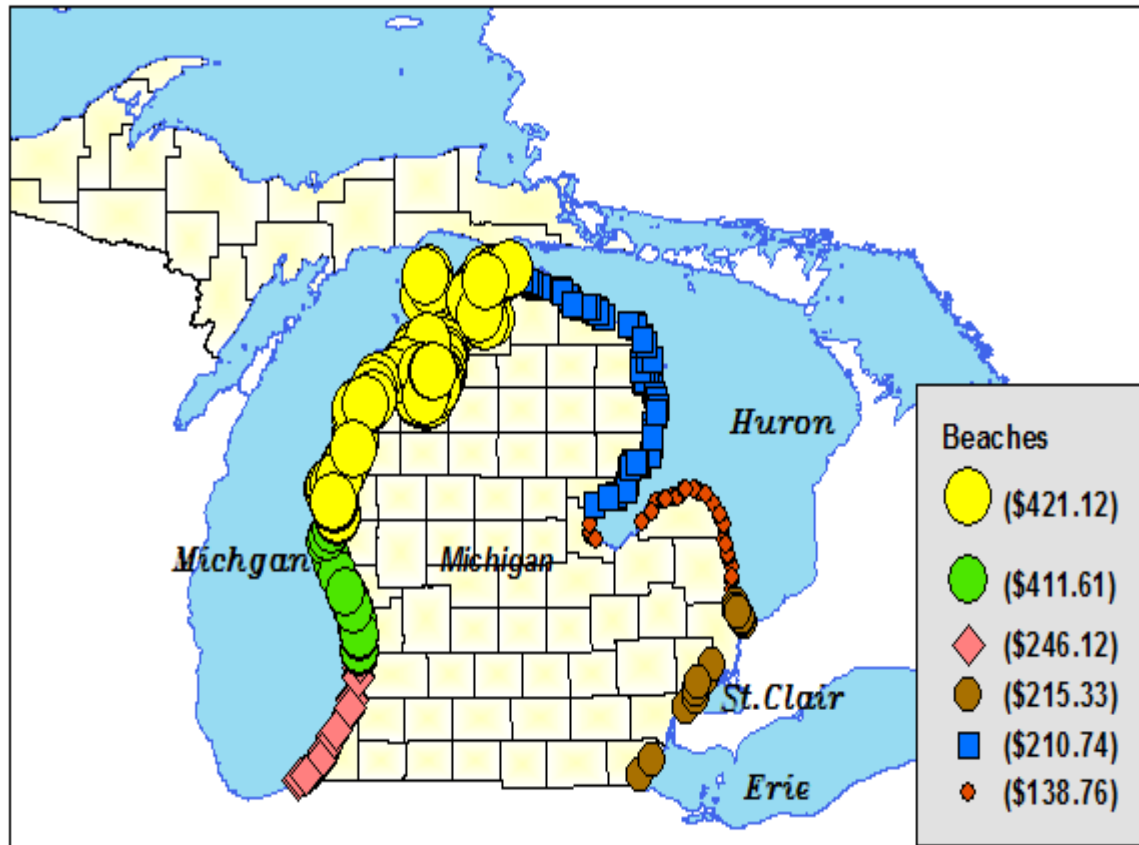 Huron
Michgan
Michigan
St.Clair
Erie
Beaches
($421.12)
($411.61)
($246.12)
($215.33)
($210.74)
($138.76)